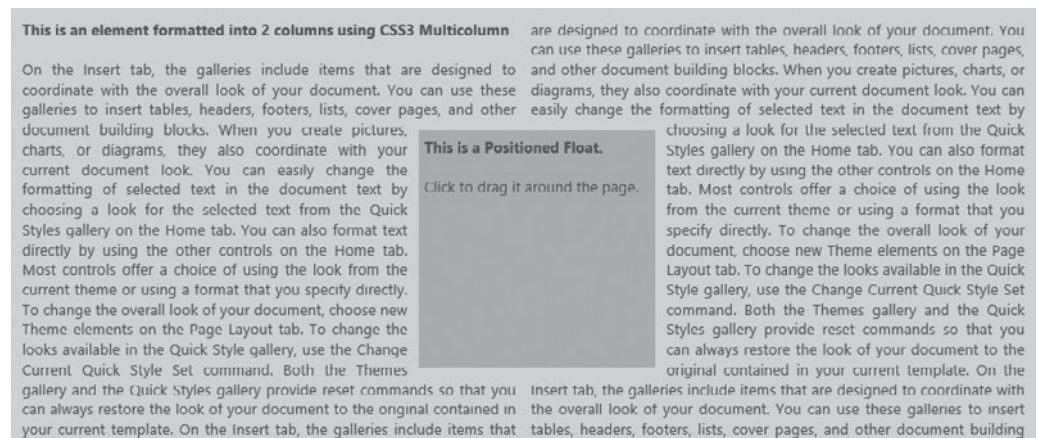 This is an element formatted into 2 columns using CSS3 Multicolumn
On the Insert tab, the galleries include items that are designed to
coordinate with the overall look of your document. You can use these
galleries to insert tables, headers, footers, lists, cover pages, and other
document building blocks. When you create pictures,
charts, or diagrams, they also coordinate with your
current document look. You can easily change the
formatting of selected text in the document text by
choosing a look for the selected text from the Quick
Styles gallery on the Home tab. You can also format text
directly by using the other controls on the Home tab.
Most controls offer a choice of using the look from the
current theme or using a format that you specify directly.
To change the overall look of your document, choose new
Theme elements on the Page Layout tab. To change the
looks available in the Quick Style gallery, use the Change
Current Quick Style Set command. Both the Themes
gallery and the Quick Styles gallery provide reset commands so that you
can always restore the look of your document to the original contained in
your current template. On the Insert tab, the galleries include items that
This is a Positioned Float.
Click to drag it around the page.
are designed to coordinate with the overall look of your document. You
can use these galleries to insert tables, headers, footers, lists, cover pages,
and other document building blocks. When you create pictures, charts, or
diagrams, they also coordinate with your current document look. You can
easily change the formatting of selected text in the document text by
choosing a look for the selected text from the Quick
Styles gallery on the Home tab. You can also format
text directly by using the other controls on the Home
tab. Most controls offer a choice of using the look
from the current theme or using a format that you
specify directly. To change the overall look of your
document, choose new Theme elements on the Page
Layout tab. To change the looks available in the Quick
Style gallery, use the Change Current Quick Style Set
command. Both the Themes gallery and the Quick
Styles gallery provide reset commands so that you
can always restore the look of your document to the
original contained in your current template. On the
Insert tab, the galleries include items that are designed to coordinate with
the overall look of your document. You can use these galleries to insert
tables, headers, footers, lists, cover pages, and other document building